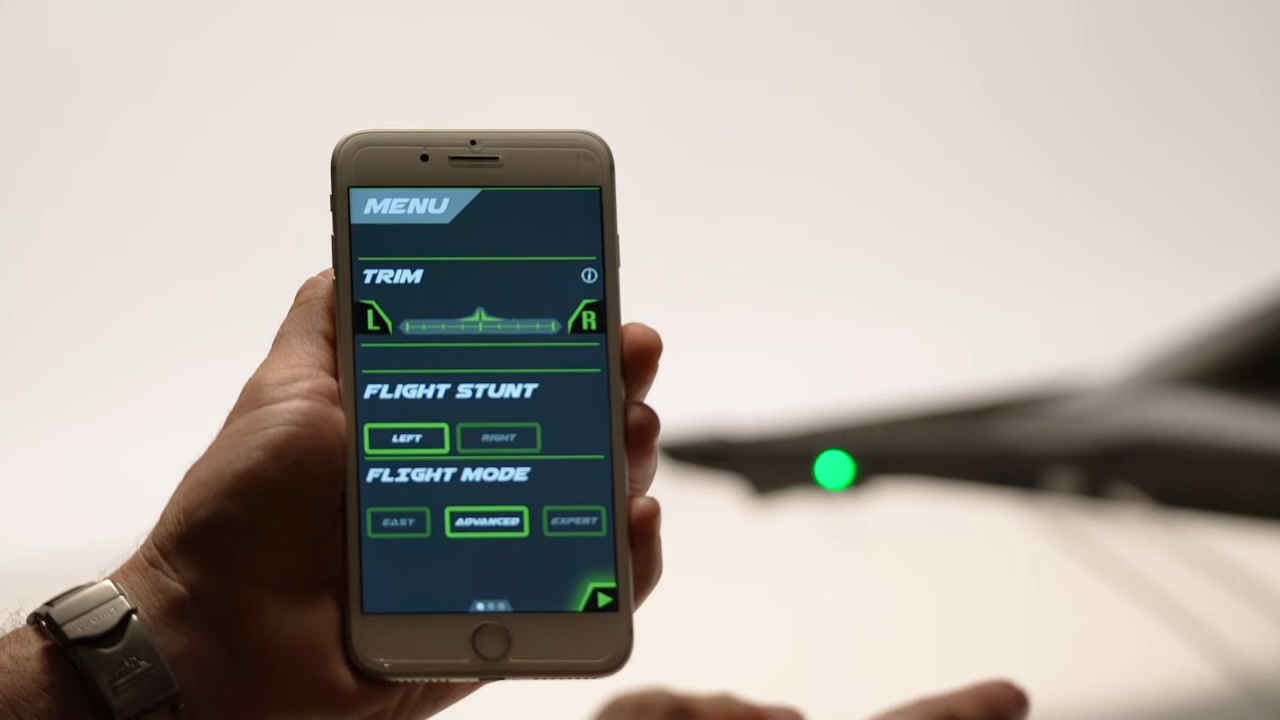 MENU
TRIM
L R
FLIGHT STUNT
LEFT RIGHT
FLIGHT MODE
EASY ADVANCED EXPERT